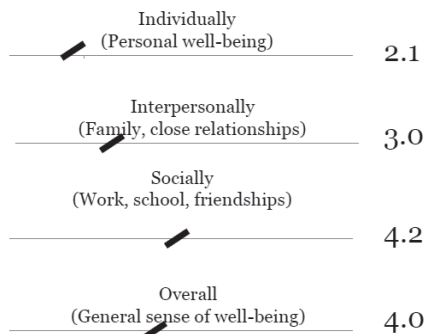 Individually
(Personal well-being)
2.1
Interpersonally
(Family, close relationships)
3.0
Socially
(Work, school, friendships)
4.2
Overall
(General sense of well-being)
4.0